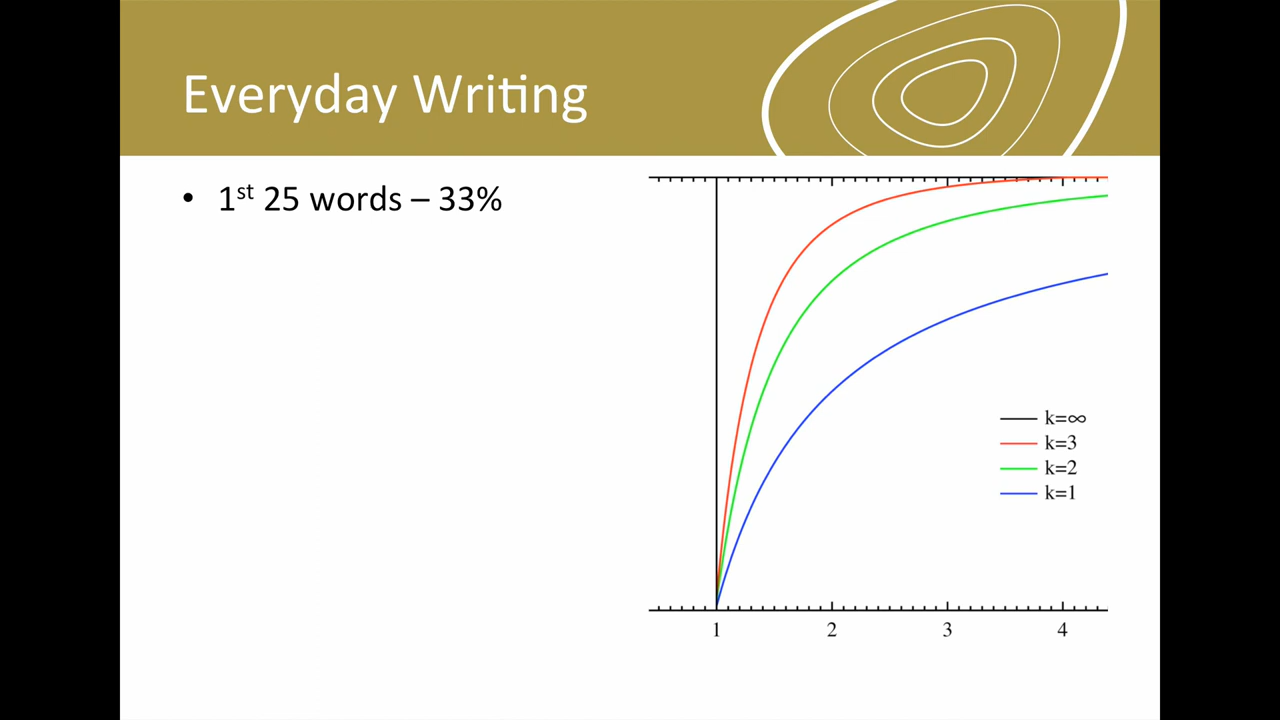 Everyday Writing
• 1st 25 words – 33%
k=∞
k=3
k=2
k=1
1 2 3 4